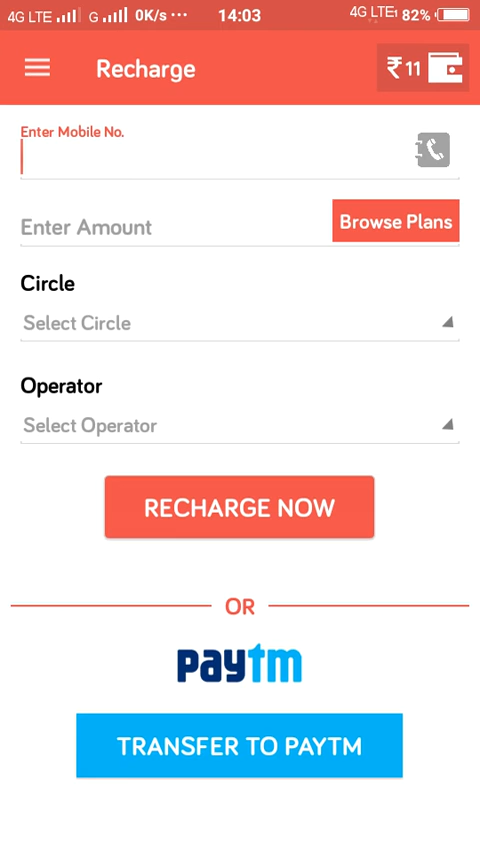 4G LTE G 0K/s ··· 14:03 4G LTE 82%
Recharge ₹ 11
Enter Mobile No.
Enter Amount Browse Plans
Circle
Select Circle
Operator
Select Operator
RECHARGE NOW
OR
paytm
TRANSFER TO PAYTM